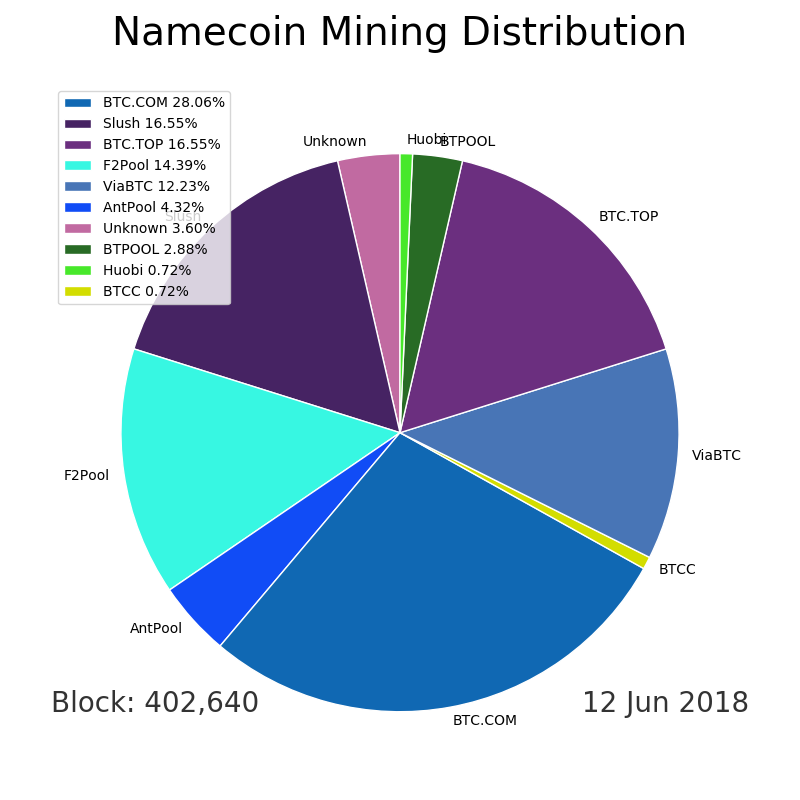 Namecoin Mining Distribution
BTC.COM 28.06%
Slush 16.55%
BTC.TOP 16.55%
F2Pool 14.39%
ViaBTC 12.23%
AntPool 4.32%
Unknown 3.60%
BTPOOL 2.88%
Huobi 0.72%
BTCC 0.72%
Unknown
Huobi
BTPOOL
Slush
BTC.TOP
ViaBTC
F2Pool
BTCC
AntPool
BTC.COM
Block: 402,640
12 Jun 2018